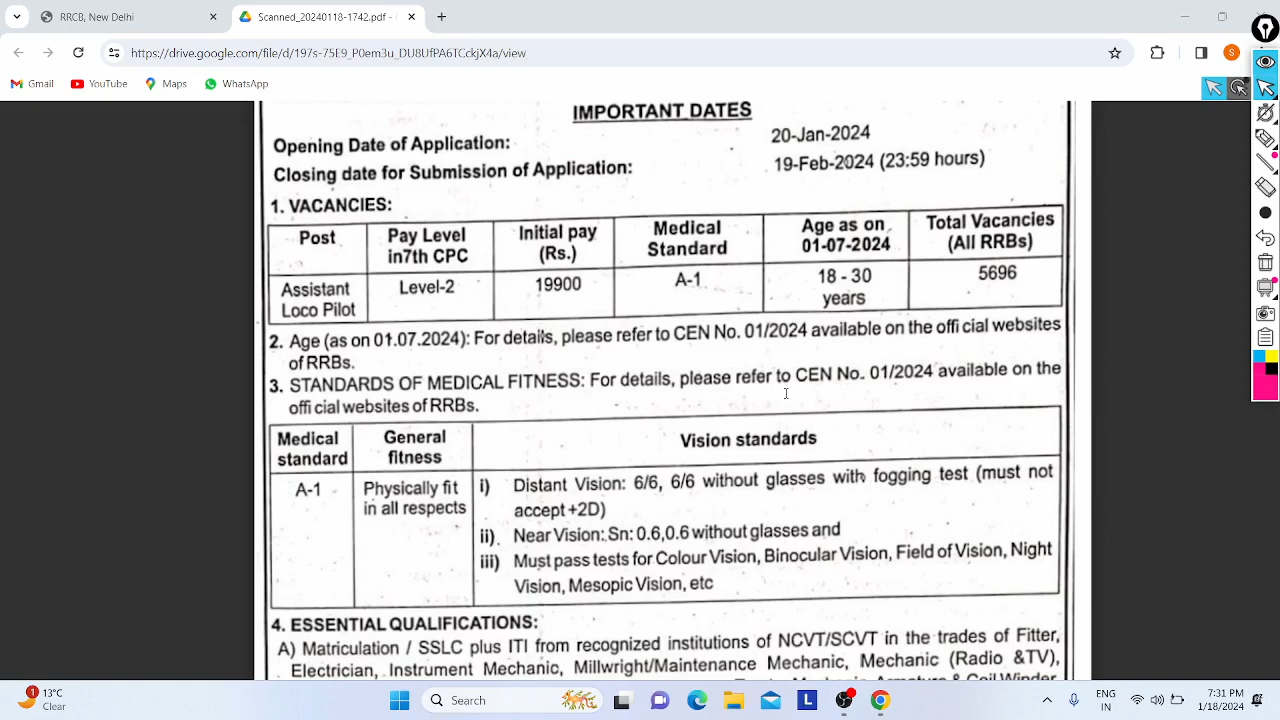 RRCB, New Delhi
Scanned_20240118-1742.pdf -
https://drive.google.com/file/d/197s-75E9_P0em3u_DU8UfPA6TCckjX4a/view
S
Gmail
YouTube
Maps
WhatsApp
IMPORTANT DATES
Opening Date of Application: 20-Jan-2024
Closing date for Submission of Application: 19-Feb-2024 (23:59 hours)
1. VACANCIES:
Post
Pay Level in7th CPC
Initial pay (Rs.)
Medical Standard
Age as on 01-07-2024
Total Vacancies (All RRBs)
Assistant Loco Pilot
Level-2
19900
A-1
18 - 30 years
5696
2. Age (as on 01.07.2024): For details, please refer to CEN No. 01/2024 available on the offi cial websites
of RRBs.
3. STANDARDS OF MEDICAL FITNESS: For details, please refer to CEN No. 01/2024 available on the
offi cial websites of RRBs.
Medical standard
General fitness
Vision standards
A-1
Physically fit in all respects
i) Distant Vision: 6/6, 6/6 without glasses with fogging test (must not
accept +2D)
ii) Near Vision: Sn: 0.6,0.6 without glasses and
iii) Must pass tests for Colour Vision, Binocular Vision, Field of Vision, Night
Vision, Mesopic Vision, etc
4. ESSENTIAL QUALIFICATIONS:
A) Matriculation / SSLC plus ITI from recognized institutions of NCVT/SCVT in the trades of Fitter,
Electrician, Instrument Mechanic, Millwright/Maintenance Mechanic, Mechanic (Radio &TV),
1
13°C
Clear
Search
L
ENG
IN
7:31 PM
1/18/2024